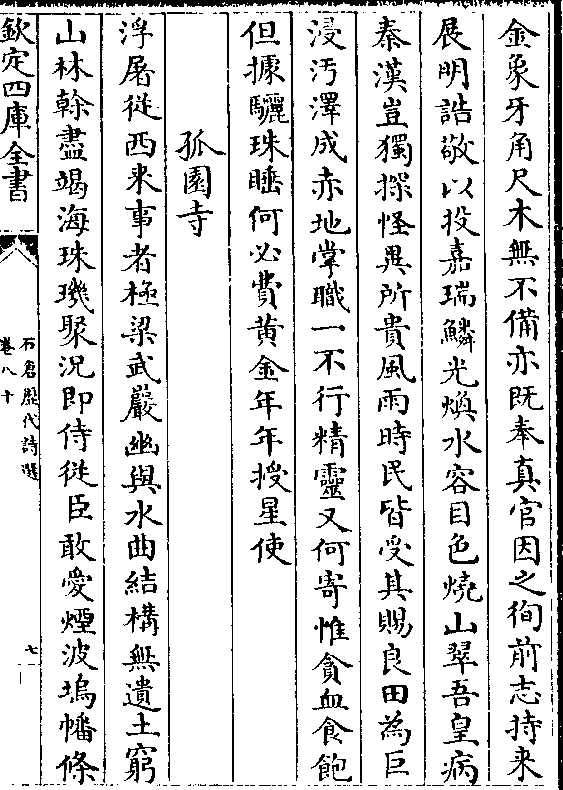 金象牙角尺木無不備亦既奉真官因之徇前志持来
展明誥敬以投嘉瑞鱗光煥水容目色燒山翠吾皇病
秦漢豈獨探怪異所貴風雨時民皆受其賜良田為巨
浸汚澤成赤地掌職一不行精靈又何寄惟貪血食飽
但據驪珠睡何必費黄金年年授星使
孤園寺
浮屠從西来事者極梁武巖幽與水曲結構無遺土窮
山林幹盡竭海珠璣聚况即侍從臣敢愛煙波塢幡條
欽定四庫全書
石倉歷代詩選
卷八十
七